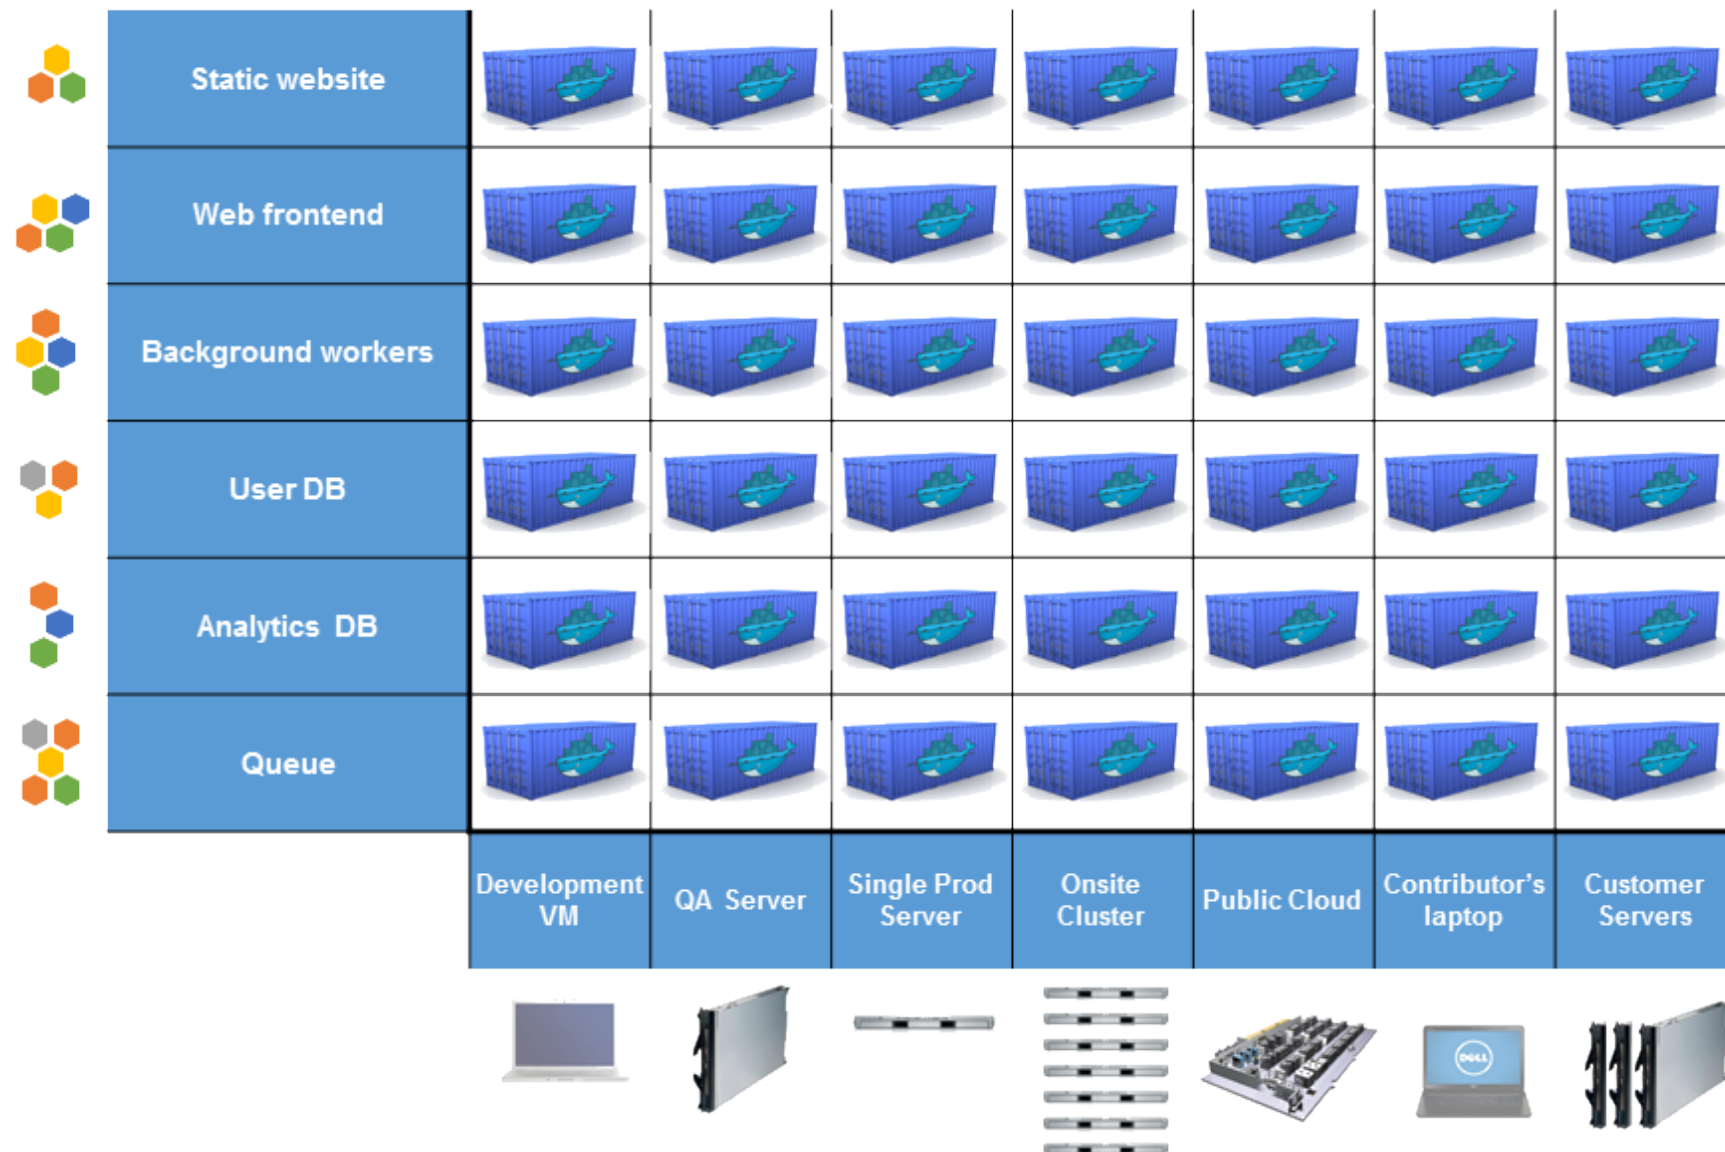 Static website
Web frontend
Background workers
User DB
Analytics DB
Queue
Development
VM
QA Server
Single Prod
Server
Onsite
Cluster
Public Cloud
Contributor’s
laptop
Customer
Servers
DELL